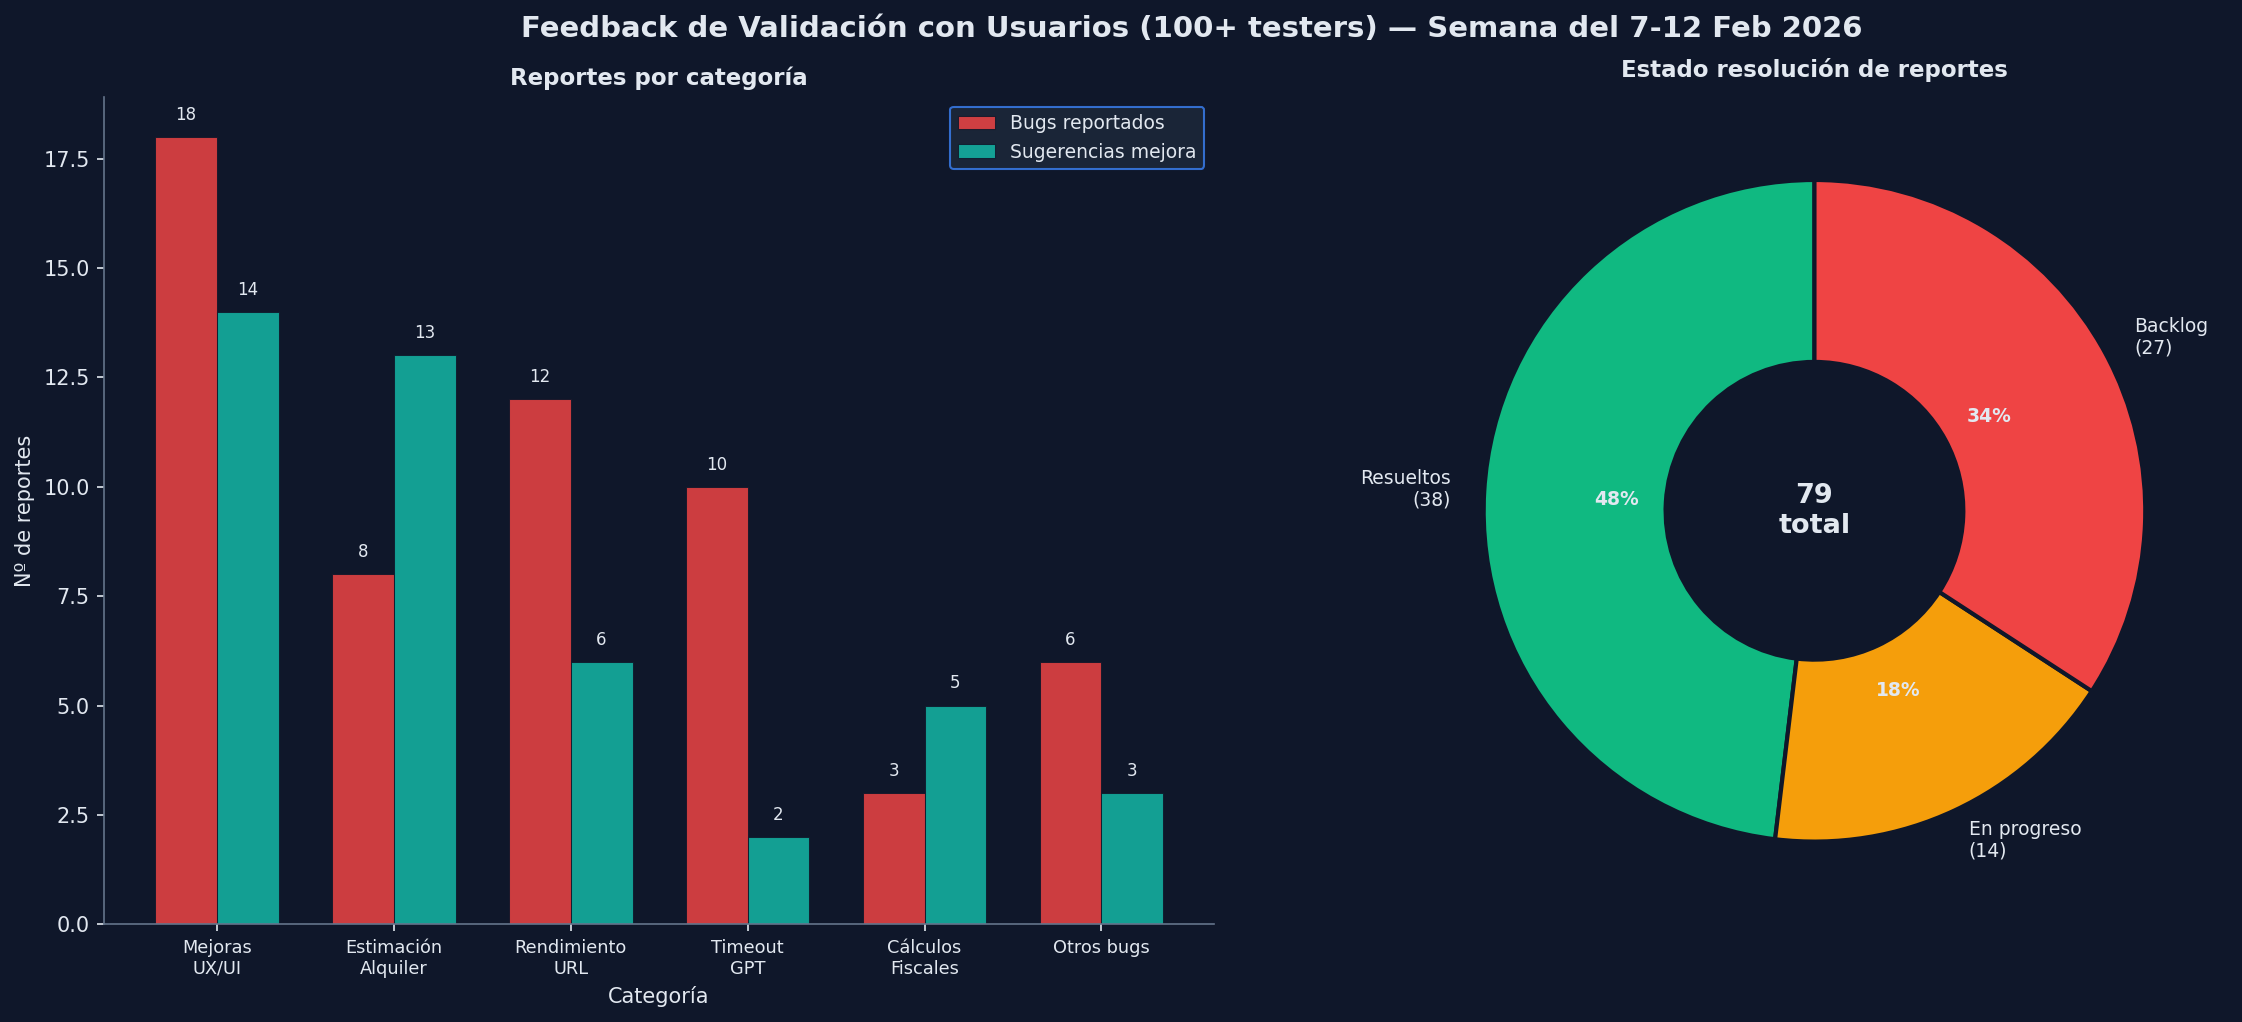 Feedback de Validación con Usuarios (100+ testers) — Semana del 7-12 Feb 2026
Reportes por categoría
Bugs reportados
Sugerencias mejora
Nº de reportes
17.5
15.0
12.5
10.0
7.5
5.0
2.5
0.0
18
14
8
13
12
6
10
2
3
5
6
3
Mejoras
UX/UI
Estimación
Alquiler
Rendimiento
URL
Timeout
GPT
Cálculos
Fiscales
Otros bugs
Categoría
Estado resolución de reportes
Backlog
(27)
34%
Resueltos
(38)
48%
79
total
18%
En progreso
(14)